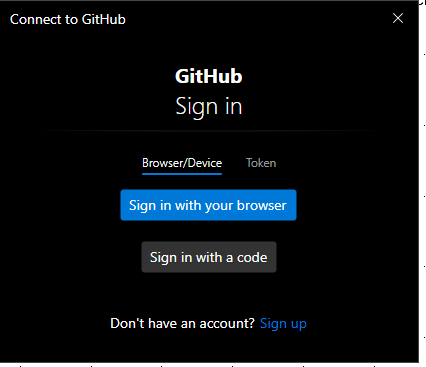 Connect to GitHub
GitHub
Sign in
Browser/Device Token
Sign in with your browser
Sign in with a code
Don't have an account? Sign up